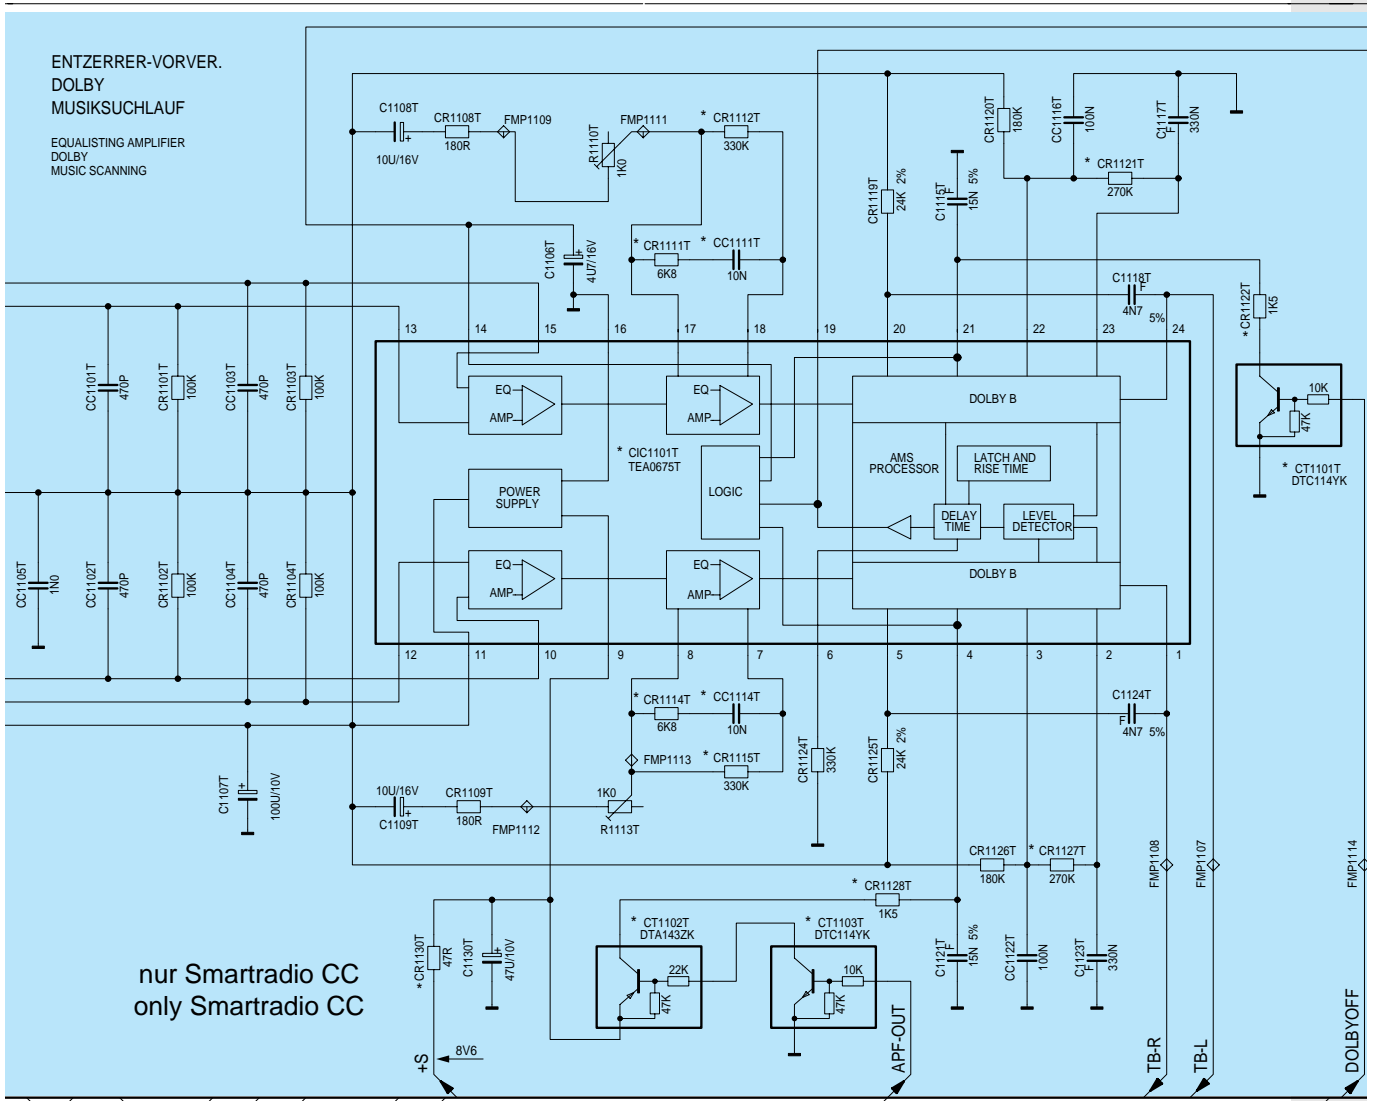 ENTZERRER-VORVER.
DOLBY
MUSIKSUCHLAUF
EQUALISTING AMPLIFIER
DOLBY
MUSIC SCANNING
C1108T
10U/16V
CR1108T
180R
FMP1109
R1110T
1K0
FMP1111
* CR1112T
330K
CR1119T
24K 2%
C1115T
F
15N 5%
CR1120T
180K
CC1116T
100N
C1117T
F
330N
* CR1121T
270K
C1106T
4U7/16V
* CR1111T
6K8
* CC1111T
10N
C1118T
F
4N7 5%
* CR1122T
1K5
13 14 15 16 17 18 19 20 21 22 23 24
CC1101T
470P
CR1101T
100K
CC1103T
470P
CR1103T
100K
EQ
AMP
EQ
AMP
DOLBY B
10K
47K
* CT1101T
DTC114YK
* CIC1101T
TEA0675T
AMS
PROCESSOR
LATCH AND
RISE TIME
POWER
SUPPLY
LOGIC
DELAY
TIME
LEVEL
DETECTOR
CC1105T
1N0
CC1102T
470P
CR1102T
100K
CC1104T
470P
CR1104T
100K
EQ
AMP
EQ
AMP
DOLBY B
12 11 10 9 8 7 6 5 4 3 2 1
* CR1114T
6K8
* CC1114T
10N
C1124T
F
4N7 5%
FMP1113
* CR1115T
330K
CR1124T
330K
CR1125T
24K 2%
C1107T
100U/10V
10U/16V
C1109T
CR1109T
180R
FMP1112
1K0
R1113T
CR1126T
180K
* CR1127T
270K
FMP1108
FMP1107
FMP1114
* CR1128T
1K5
* CT1102T
DTA143ZK
* CT1103T
DTC114YK
* CR1130T
47R
C1130T
47U/10V
22K
47K
10K
47K
C1121T
F
15N 5%
CC1122T
100N
C1123T
F
330N
nur Smartradio CC
only Smartradio CC
+S
8V6
APF-OUT
TB-R
TB-L
DOLBYOFF